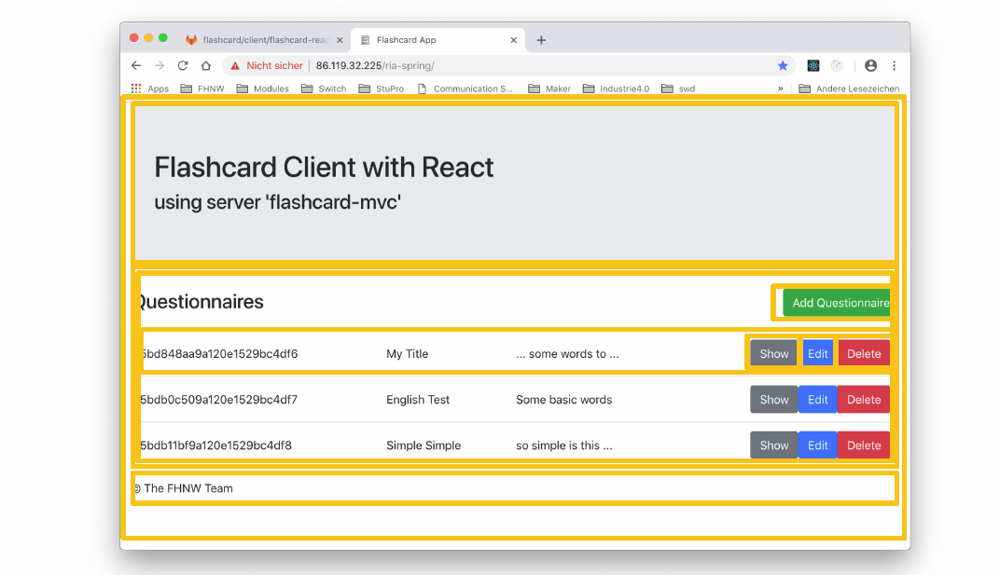 flashcard/client/flashcard-reac
Flashcard App
Nicht sicher 86.119.32.225/ria-spring/
Apps FHNW Modules Switch StuPro Communication S... Maker Industrie4.0 swd » Andere Lesezeichen
Flashcard Client with React
using server 'flashcard-mvc'
Questionnaires Add Questionnaire
5bd848aa9a120e1529bc4df6 My Title ... some words to ... Show Edit Delete
5bdb0c509a120e1529bc4df7 English Test Some basic words Show Edit Delete
5bdb11bf9a120e1529bc4df8 Simple Simple so simple is this ... Show Edit Delete
© The FHNW Team